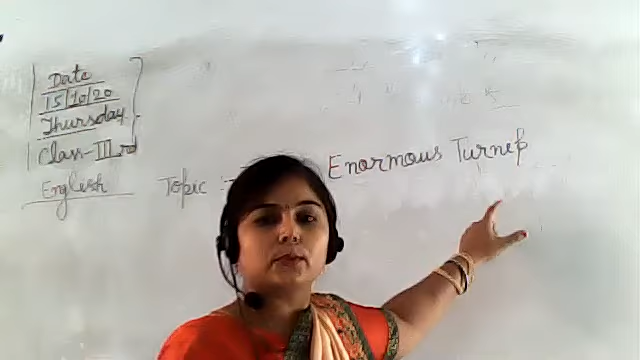 Date
15/10/20
Thursday
Class-III rd
English Topic :- Enormous Turnep